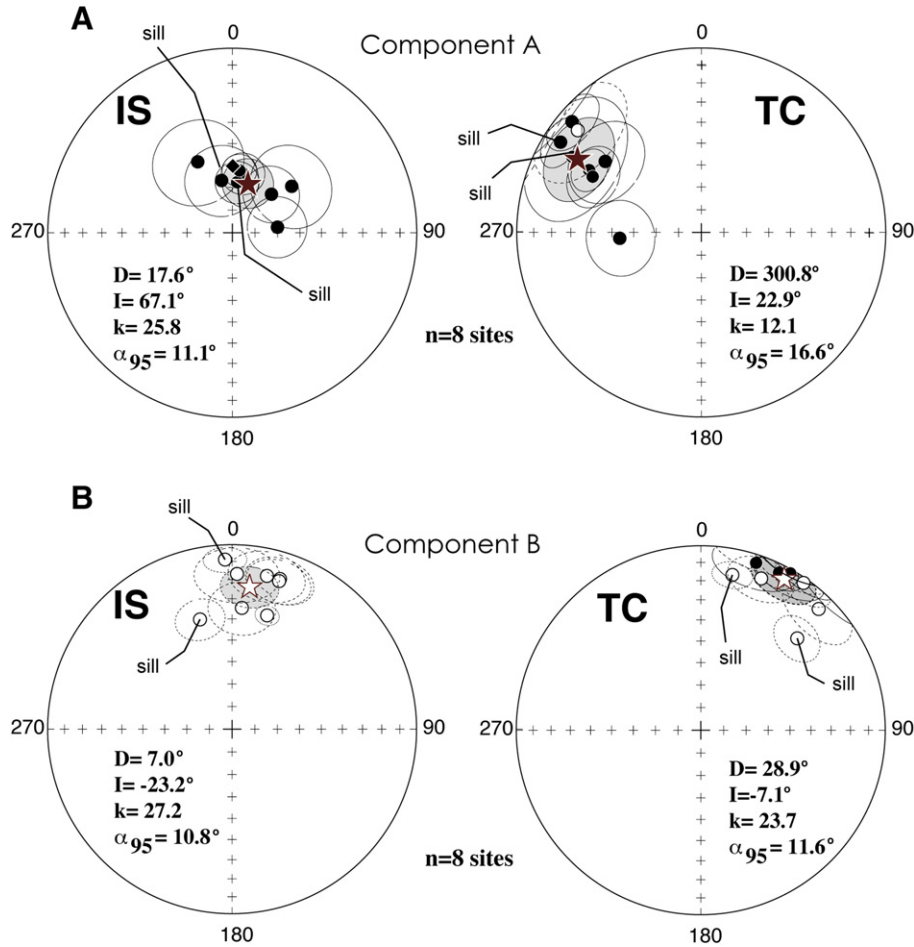 A
Component A
sill
0
IS
270
90
sill
D= 17.6°
I= 67.1°
k= 25.8
α95= 11.1°
180
n=8 sites
0
TC
sill
sill
270
90
D= 300.8°
I= 22.9°
k= 12.1
α95= 16.6°
180
B
Component B
sill
0
IS
sill
270
90
D= 7.0°
I= -23.2°
k= 27.2
α95= 10.8°
180
n=8 sites
0
TC
sill
sill
270
90
D= 28.9°
I=-7.1°
k= 23.7
α95= 11.6°
180